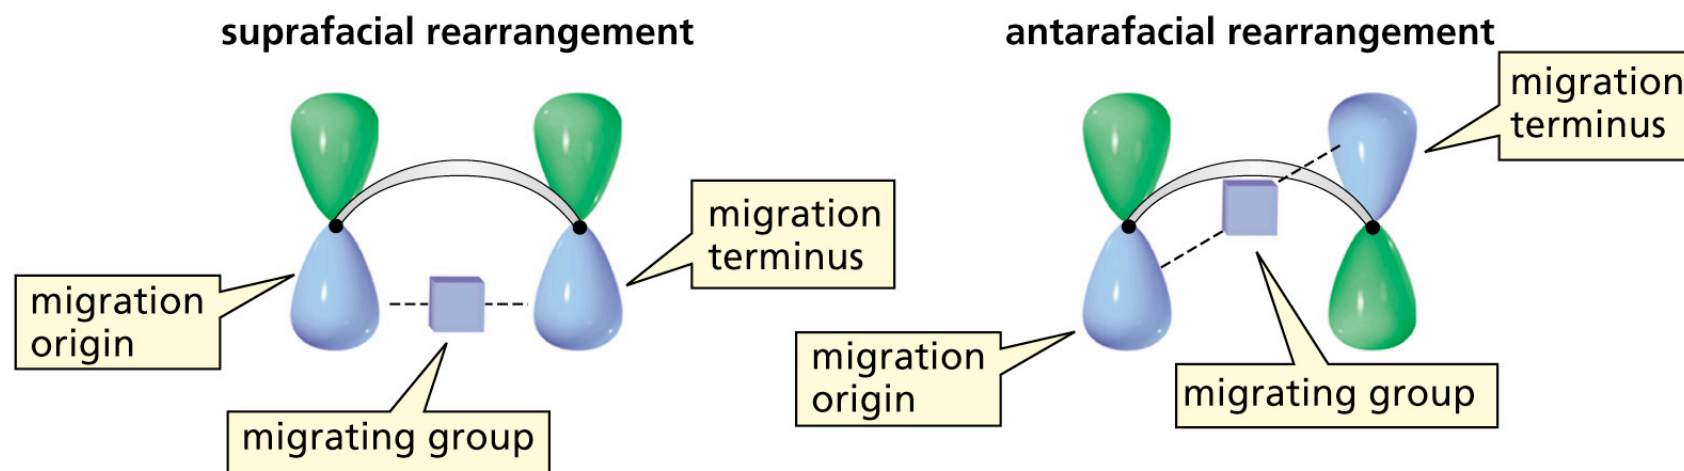 suprafacial rearrangement
migration
origin
migrating group
migration
terminus
antarafacial rearrangement
migration
terminus
migration
origin
migrating group